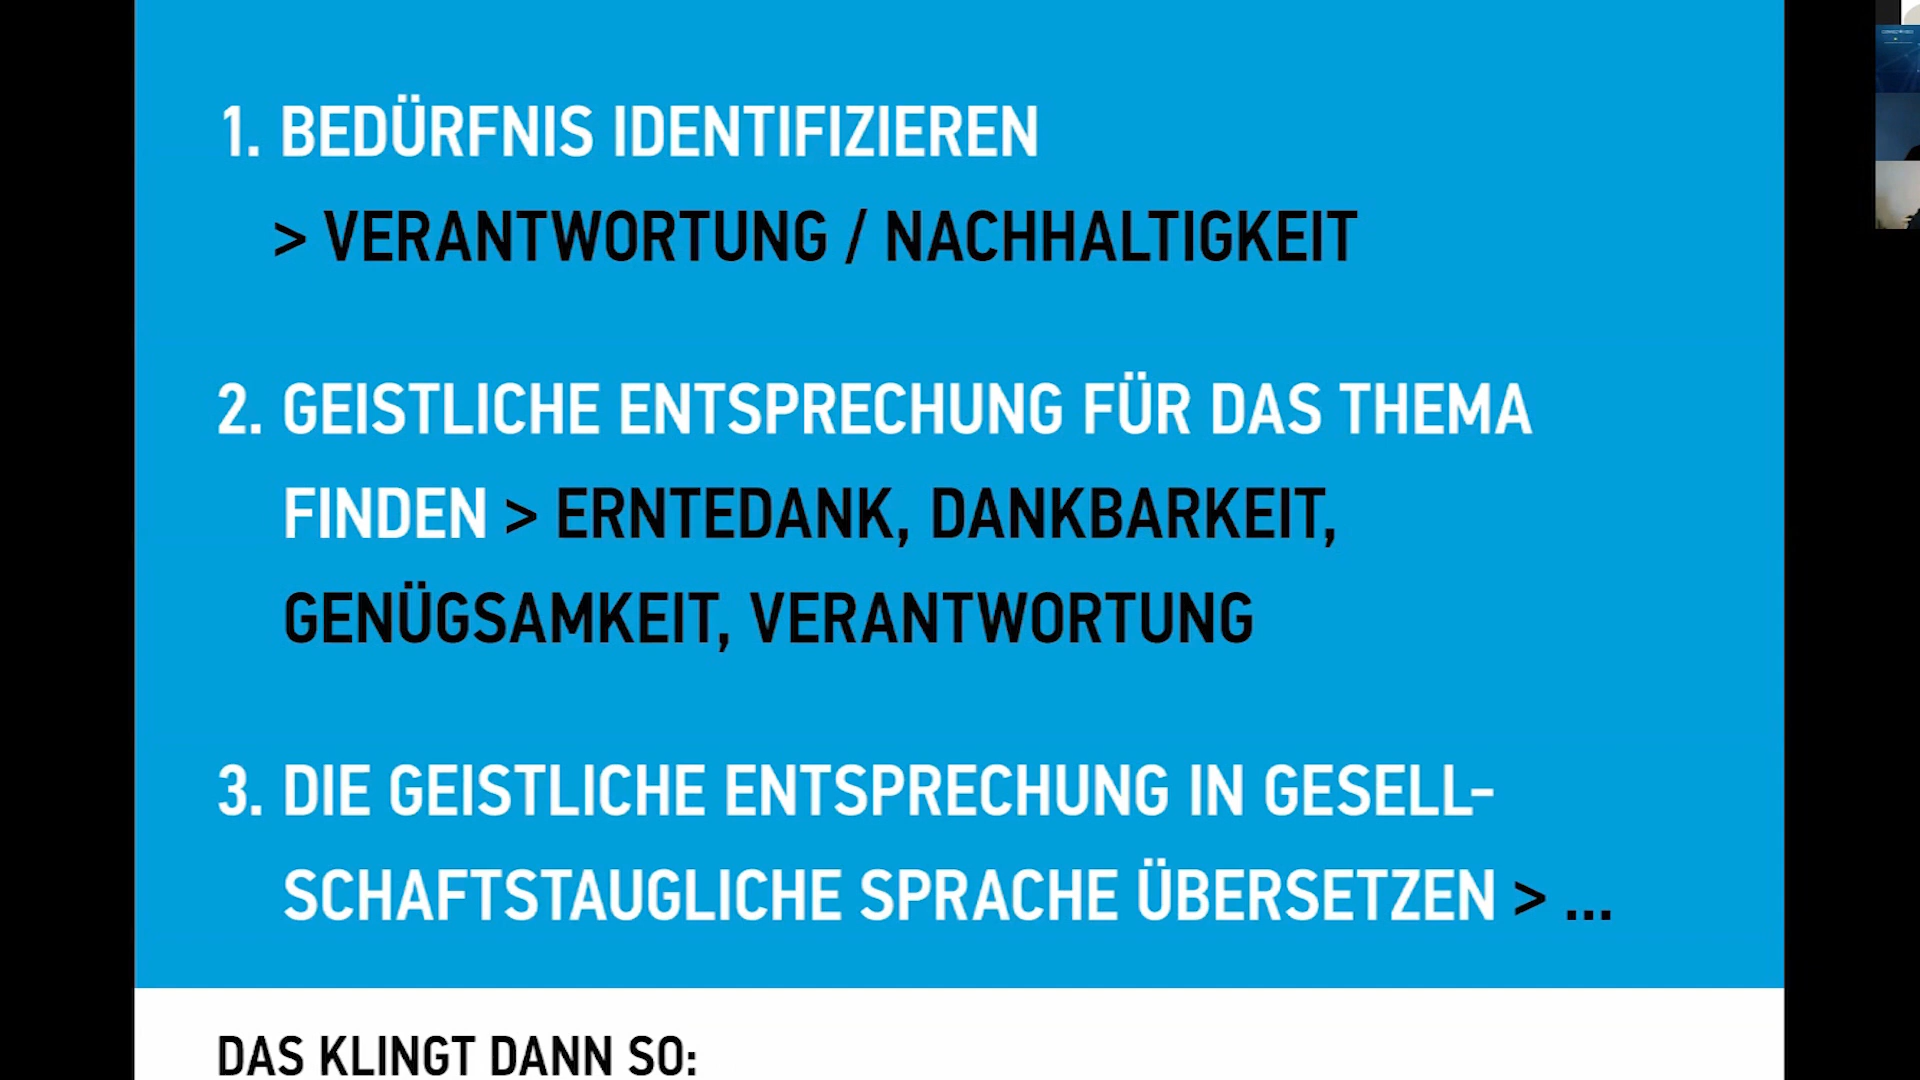 1. BEDÜRFNIS IDENTIFIZIEREN
> VERANTWORTUNG / NACHHALTIGKEIT
2. GEISTLICHE ENTSPRECHUNG FÜR DAS THEMA
FINDEN > ERNTEDANK, DANKBARKEIT,
GENÜGSAMKEIT, VERANTWORTUNG
3. DIE GEISTLICHE ENTSPRECHUNG IN GESELL-
SCHAFTSTAUGLICHE SPRACHE ÜBERSETZEN > ...
DAS KLINGT DANN SO: